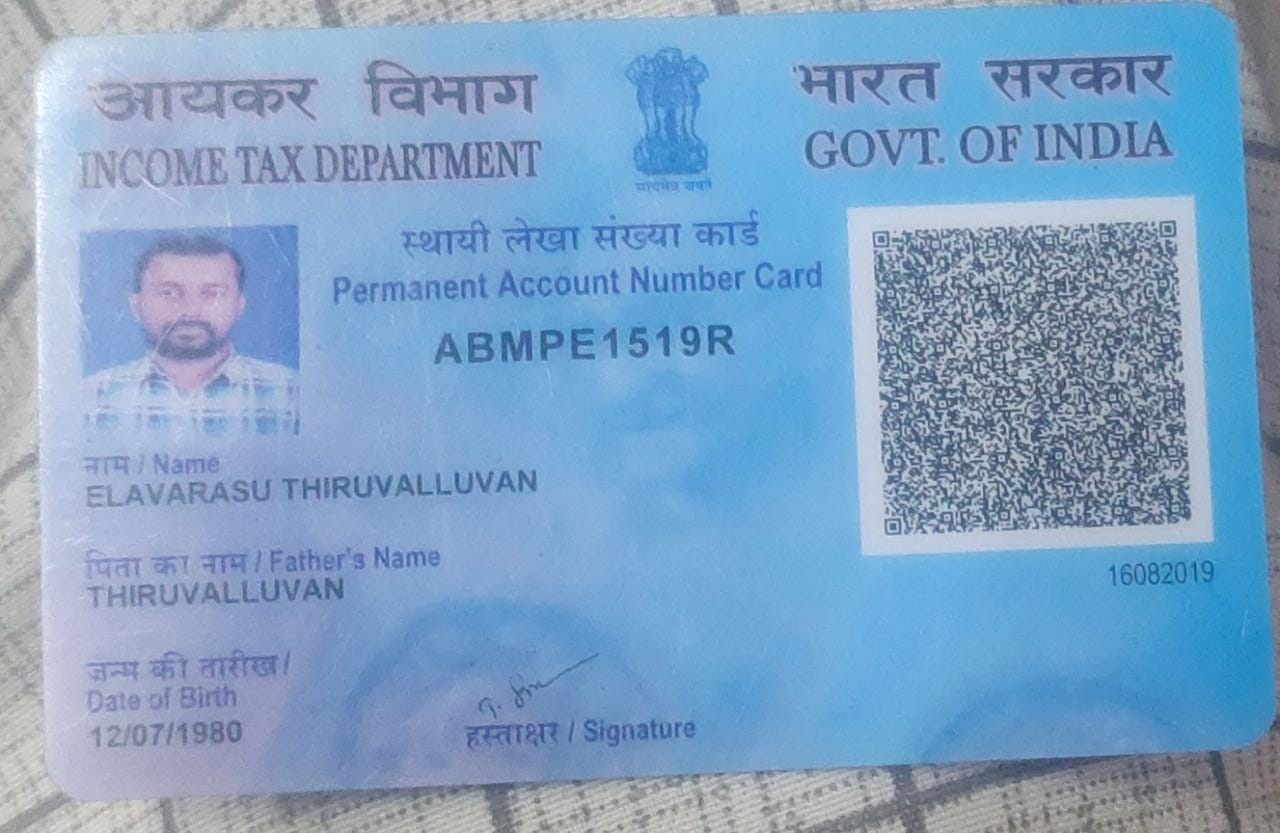 आयकर विभाग
INCOME TAX DEPARTMENT
भारत सरकार
GOVT. OF INDIA
सत्यमेव जयते
स्थायी लेखा संख्या कार्ड
Permanent Account Number Card
ABMPE1519R
नाम / Name
ELAVARASU THIRUVALLUVAN
पिता का नाम / Father's Name
THIRUVALLUVAN
16082019
जन्म की तारीख /
Date of Birth
12/07/1980
हस्ताक्षर / Signature